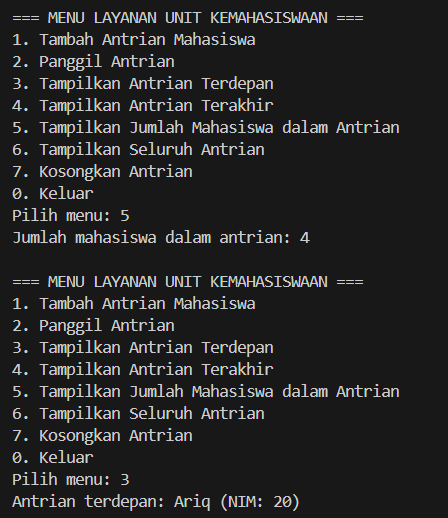 === MENU LAYANAN UNIT KEMAHASISWAAN ===
1. Tambah Antrian Mahasiswa
2. Panggil Antrian
3. Tampilkan Antrian Terdepan
4. Tampilkan Antrian Terakhir
5. Tampilkan Jumlah Mahasiswa dalam Antrian
6. Tampilkan Seluruh Antrian
7. Kosongkan Antrian
0. Keluar
Pilih menu: 5
Jumlah mahasiswa dalam antrian: 4
=== MENU LAYANAN UNIT KEMAHASISWAAN ===
1. Tambah Antrian Mahasiswa
2. Panggil Antrian
3. Tampilkan Antrian Terdepan
4. Tampilkan Antrian Terakhir
5. Tampilkan Jumlah Mahasiswa dalam Antrian
6. Tampilkan Seluruh Antrian
7. Kosongkan Antrian
0. Keluar
Pilih menu: 3
Antrian terdepan: Ariq (NIM: 20)